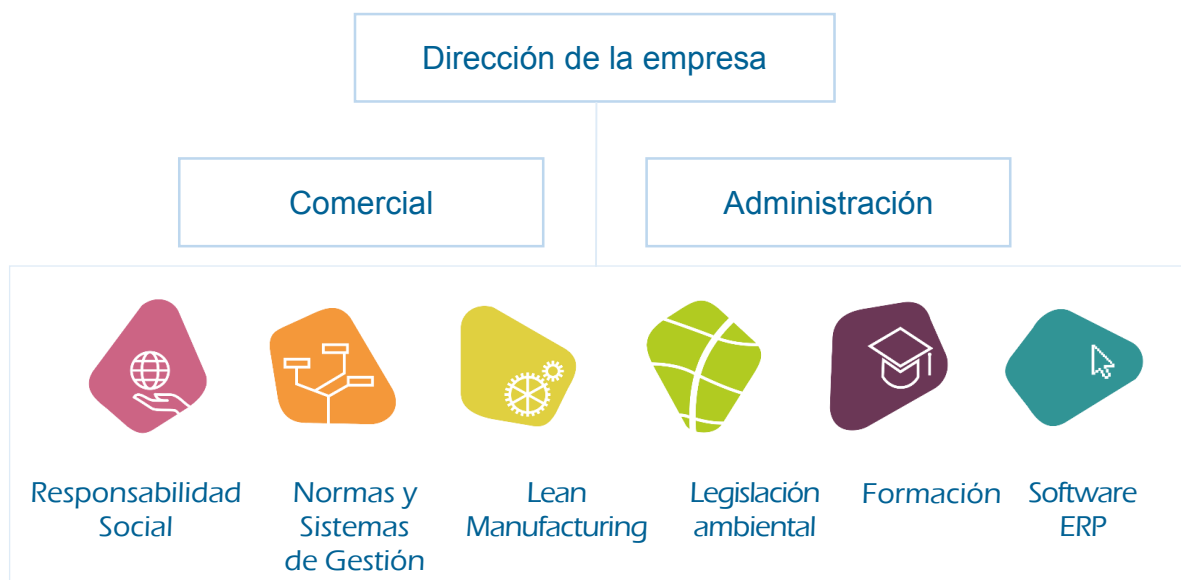 Dirección de la empresa
Comercial
Administración
Responsabilidad
Social
Normas y
Sistemas
de Gestión
Lean
Manufacturing
Legislación
ambiental
Formación
Software
ERP